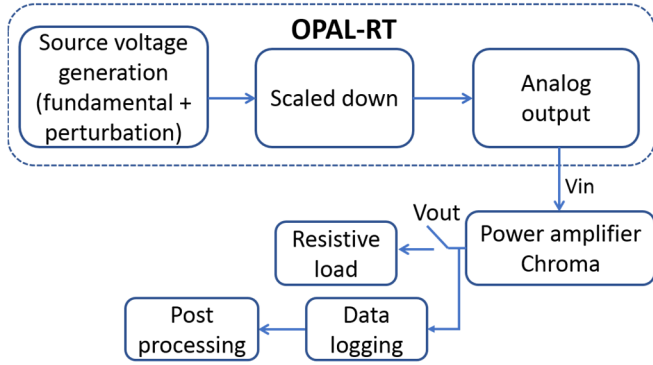 OPAL-RT
Source voltage
generation
(fundamental +
perturbation)
Scaled down
Analog
output
Vin
Vout
Power amplifier
Chroma
Resistive
load
Data
logging
Post
processing